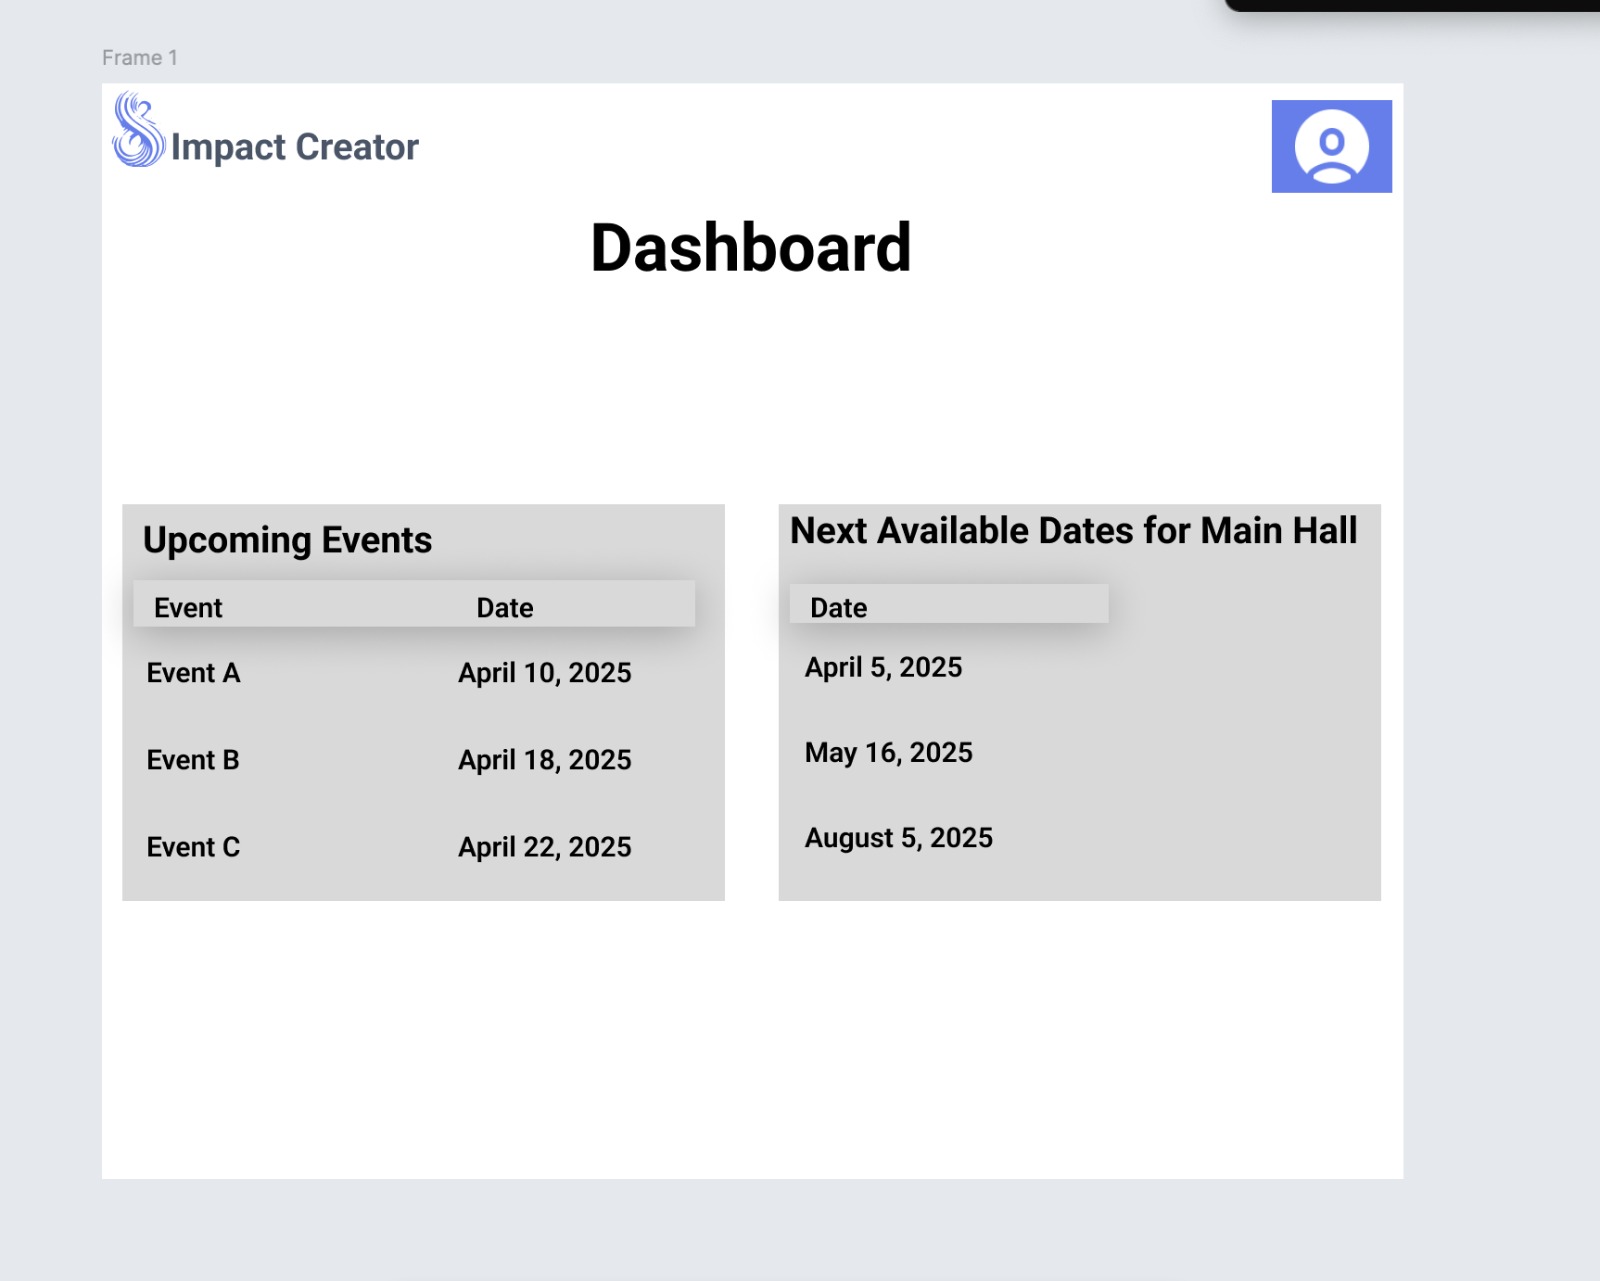 Frame 1
Impact Creator
Dashboard
Upcoming Events
Event Date
Event A April 10, 2025
Event B April 18, 2025
Event C April 22, 2025
Next Available Dates for Main Hall
Date
April 5, 2025
May 16, 2025
August 5, 2025